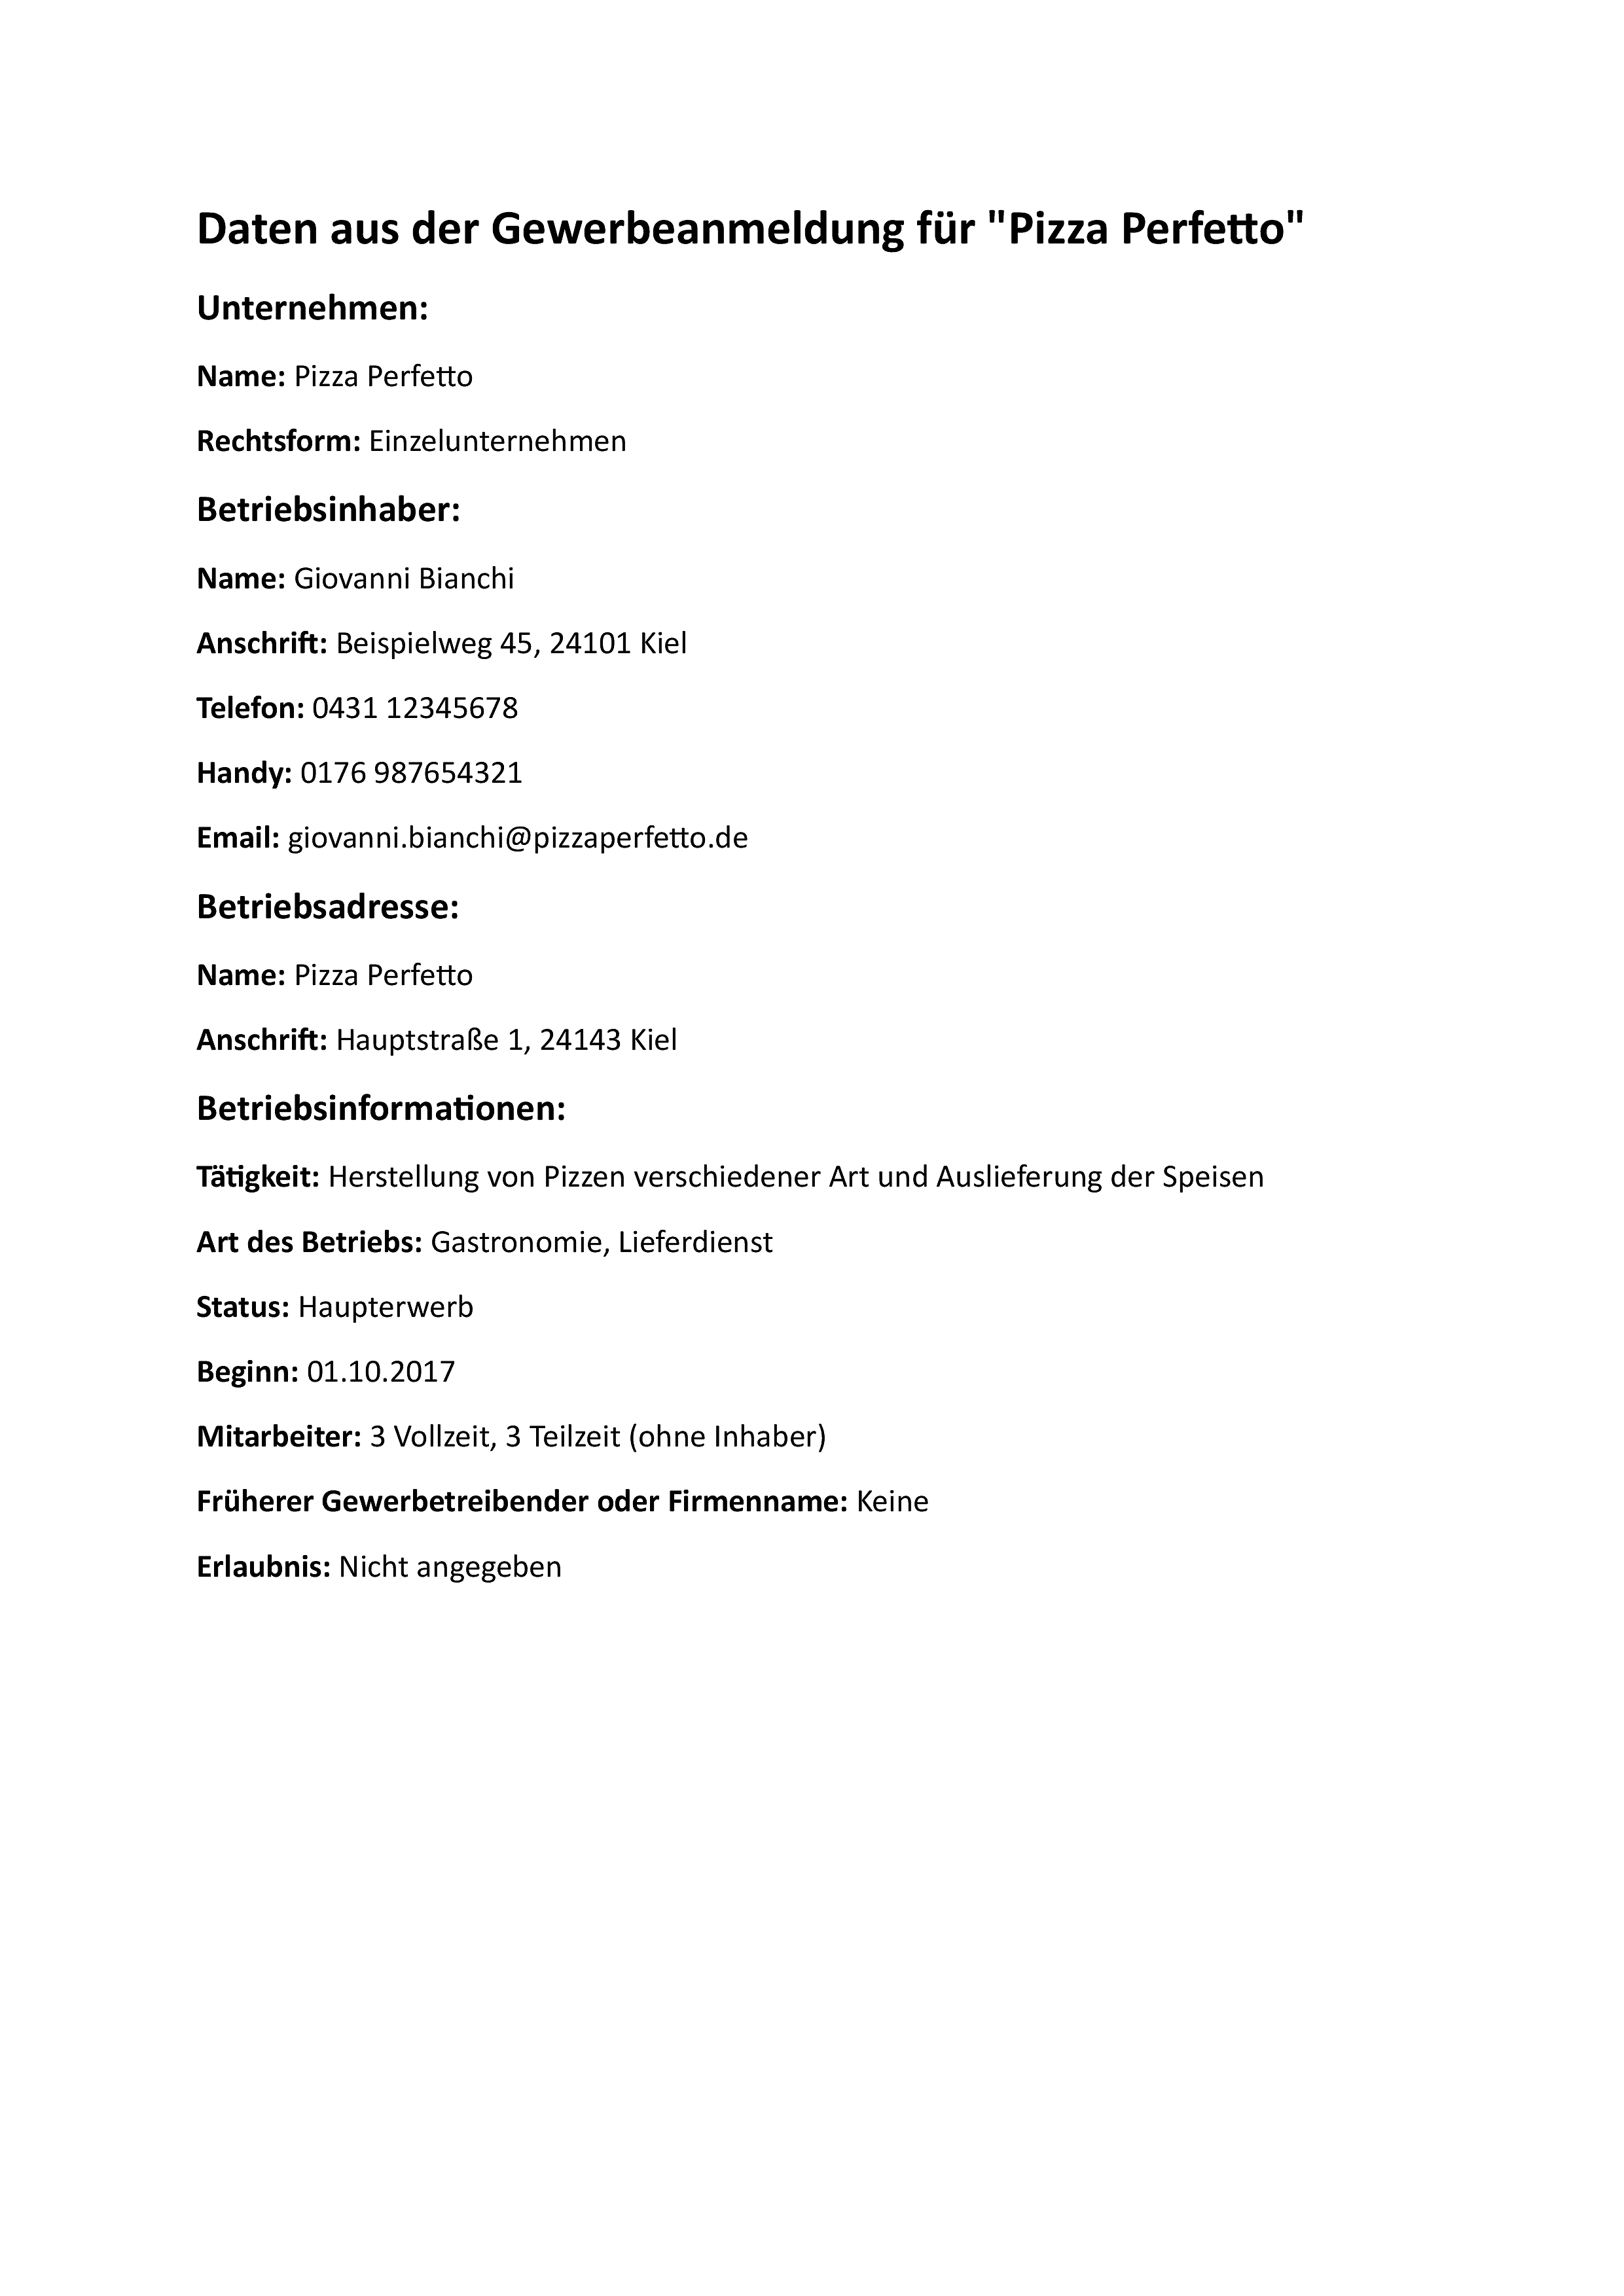 Daten aus der Gewerbeanmeldung für "Pizza Perfetto"
Unternehmen:
Name: Pizza Perfetto
Rechtsform: Einzelunternehmen
Betriebsinhaber:
Name: Giovanni Bianchi
Anschrift: Beispielweg 45, 24101 Kiel
Telefon: 0431 12345678
Handy: 0176 987654321
Email: giovanni.bianchi@pizzaperfetto.de
Betriebsadresse:
Name: Pizza Perfetto
Anschrift: Hauptstraße 1, 24143 Kiel
Betriebsinformationen:
Tätigkeit: Herstellung von Pizzen verschiedener Art und Auslieferung der Speisen
Art des Betriebs: Gastronomie, Lieferdienst
Status: Haupterwerb
Beginn: 01.10.2017
Mitarbeiter: 3 Vollzeit, 3 Teilzeit (ohne Inhaber)
Früherer Gewerbetreibender oder Firmenname: Keine
Erlaubnis: Nicht angegeben